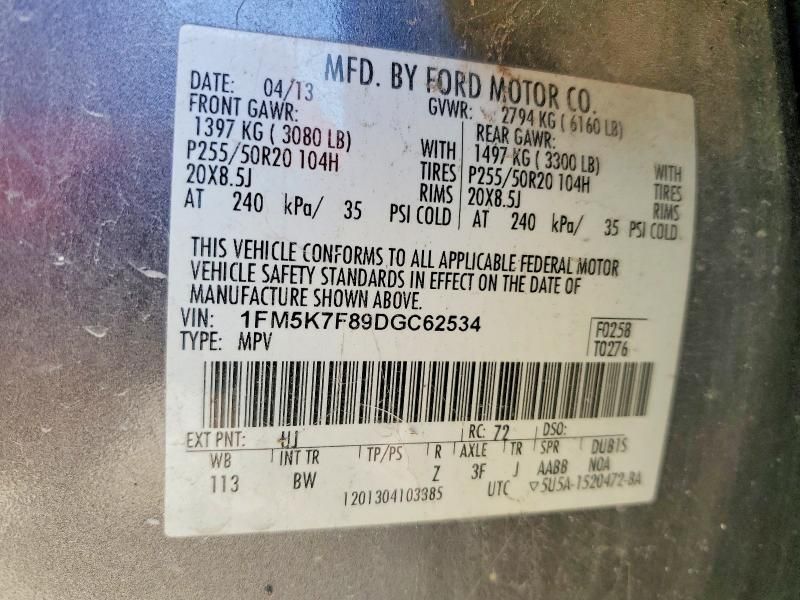 MFD. BY FORD MOTOR CO.
DATE: 04/13 GVWR: 2794 KG ( 6160 LB)
FRONT GAWR: REAR GAWR:
1397 KG ( 3080 LB) WITH 1497 KG ( 3300 LB) WITH
P255/50R20 104H TIRES P255/50R20 104H TIRES
20X8.5J RIMS 20X8.5J RIMS
AT 240 kPa/ 35 PSI COLD AT 240 kPa/ 35 PSI COLD
THIS VEHICLE CONFORMS TO ALL APPLICABLE FEDERAL MOTOR
VEHICLE SAFETY STANDARDS IN EFFECT ON THE DATE OF
MANUFACTURE SHOWN ABOVE.
VIN: 1FM5K7F89DGC62534 F0258
TYPE: MPV T0276
EXT PNT: UJ RC: 72 DSO:
WB INT TR TP/PS R AXLE TR SPR DUB1S
113 BW Z 3F J AABB NOA
1201304103385 UTC ▽5U5A-1520472-BA